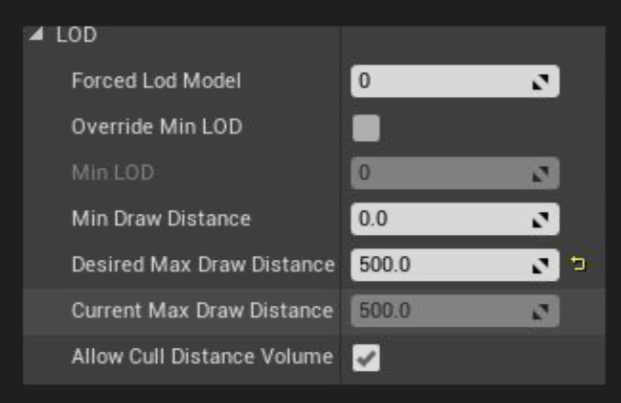 LOD
Forced Lod Model 0
Override Min LOD
Min LOD 0
Min Draw Distance 0.0
Desired Max Draw Distance 500.0
Current Max Draw Distance 500.0
Allow Cull Distance Volume